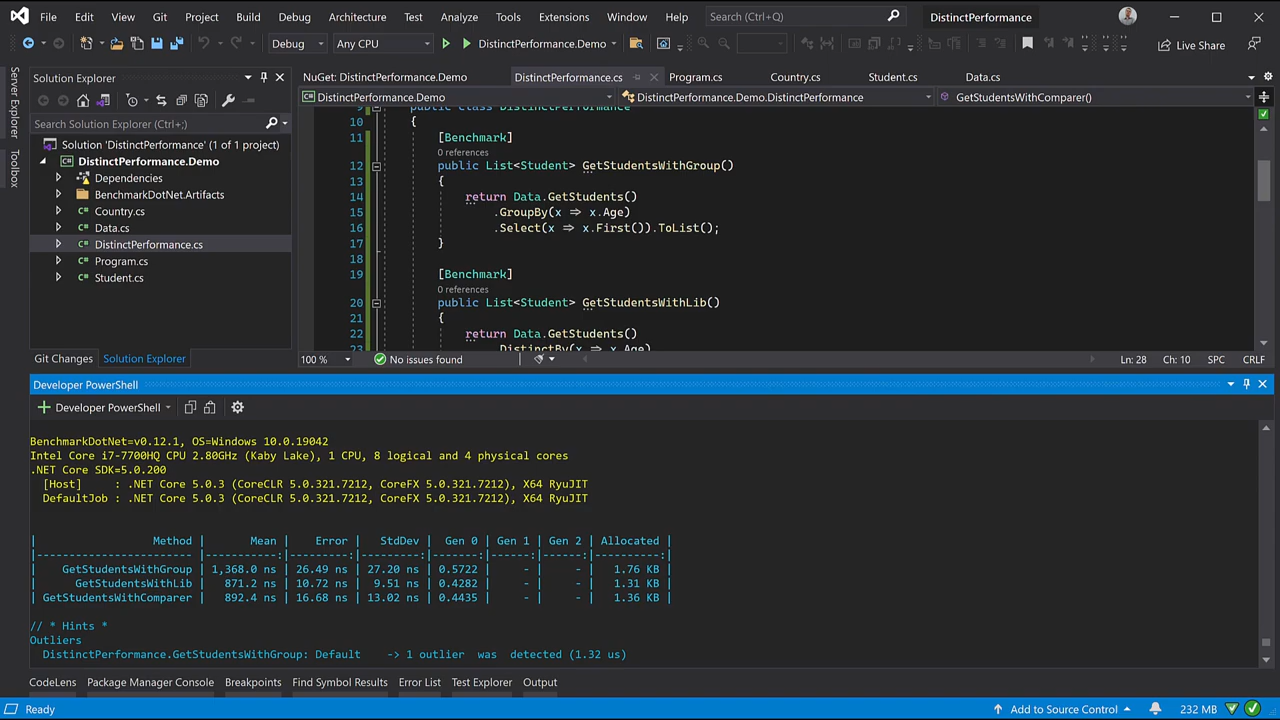 File Edit View Git Project Build Debug Architecture Test Analyze Tools Extensions Window Help Search (Ctrl+Q) DistinctPerformance
Debug Any CPU DistinctPerformance.Demo Live Share
Server Explorer
Toolbox
Solution Explorer
Search Solution Explorer (Ctrl+;)
Solution 'DistinctPerformance' (1 of 1 project)
DistinctPerformance.Demo
Dependencies
BenchmarkDotNet.Artifacts
Country.cs
Data.cs
DistinctPerformance.cs
Program.cs
Student.cs
Git Changes Solution Explorer
NuGet: DistinctPerformance.Demo DistinctPerformance.cs Program.cs Country.cs Student.cs Data.cs
DistinctPerformance.Demo DistinctPerformance.Demo.DistinctPerformance GetStudentsWithComparer()
9 public class DistinctPerformance
10 {
11 [Benchmark]
0 references
12 public List<Student> GetStudentsWithGroup()
13 {
14 return Data.GetStudents()
15 .GroupBy(x => x.Age)
16 .Select(x => x.First()).ToList();
17 }
18
19 [Benchmark]
0 references
20 public List<Student> GetStudentsWithLib()
21 {
22 return Data.GetStudents()
23 .DistinctBy(x => x.Age)
100 % No issues found Ln: 28 Ch: 10 SPC CRLF
Developer PowerShell
Developer PowerShell
BenchmarkDotNet=v0.12.1, OS=Windows 10.0.19042
Intel Core i7-7700HQ CPU 2.80GHz (Kaby Lake), 1 CPU, 8 logical and 4 physical cores
.NET Core SDK=5.0.200
[Host] : .NET Core 5.0.3 (CoreCLR 5.0.321.7212, CoreFX 5.0.321.7212), X64 RyuJIT
DefaultJob : .NET Core 5.0.3 (CoreCLR 5.0.321.7212, CoreFX 5.0.321.7212), X64 RyuJIT
| Method | Mean | Error | StdDev | Gen 0 | Gen 1 | Gen 2 | Allocated |
|---------------------- |-----------:|---------:|---------:|-------:|------:|------:|----------:|
| GetStudentsWithGroup | 1,368.0 ns | 26.49 ns | 27.20 ns | 0.5722 | - | - | 1.76 KB |
| GetStudentsWithLib | 871.2 ns | 10.72 ns | 9.51 ns | 0.4282 | - | - | 1.31 KB |
| GetStudentsWithComparer | 892.4 ns | 16.68 ns | 13.02 ns | 0.4435 | - | - | 1.36 KB |
// * Hints *
Outliers
DistinctPerformance.GetStudentsWithGroup: Default -> 1 outlier was detected (1.32 us)
CodeLens Package Manager Console Breakpoints Find Symbol Results Error List Test Explorer Output
Ready Add to Source Control 232 MB